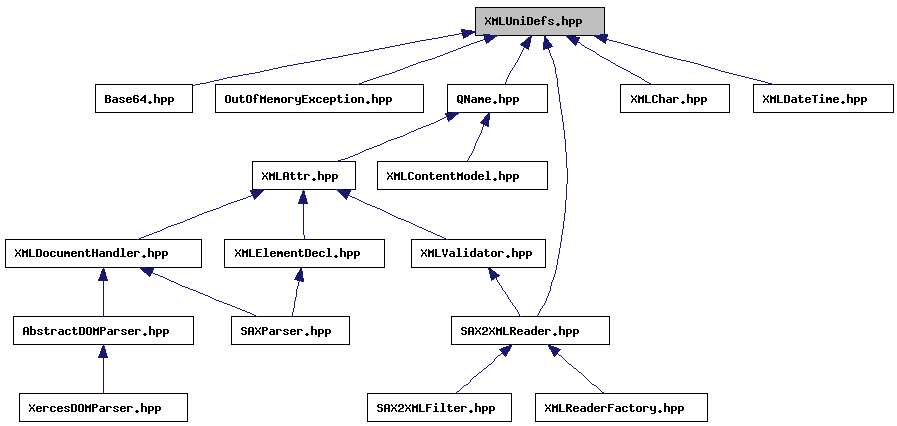 XMLUniDefs.hpp
Base64.hpp
OutOfMemoryException.hpp
QName.hpp
XMLChar.hpp
XMLDateTime.hpp
XMLAttr.hpp
XMLContentModel.hpp
XMLDocumentHandler.hpp
XMLElementDecl.hpp
XMLValidator.hpp
AbstractDOMParser.hpp
SAXParser.hpp
SAX2XMLReader.hpp
XercesDOMParser.hpp
SAX2XMLFilter.hpp
XMLReaderFactory.hpp